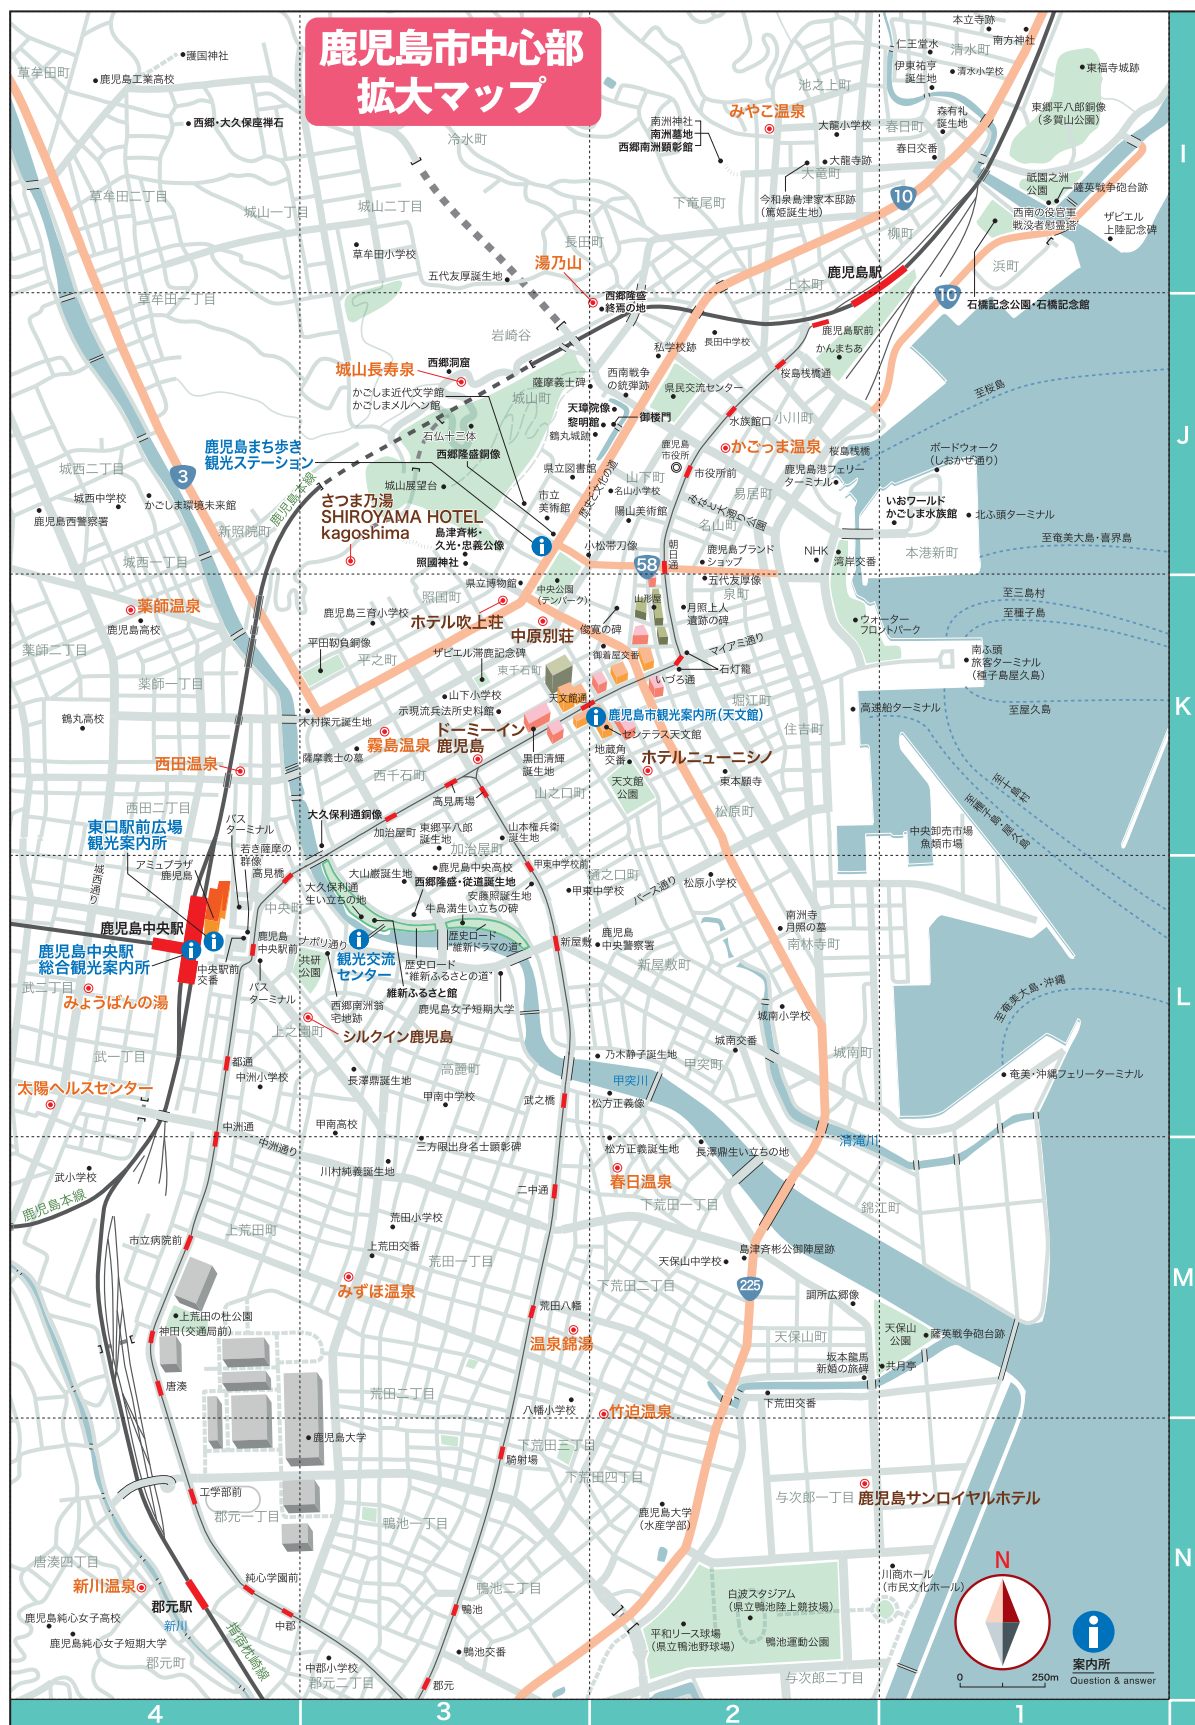 鹿児島市中心部
拡大マップ
本立寺跡
南方神社
仁王堂水
清水町
伊東祐亨
誕生地
清水小学校
東福寺城跡
護国神社
草牟田町
鹿児島工業高校
池之上町
みやこ温泉
東郷平八郎銅像
（多賀山公園）
森有礼
誕生地
西郷・大久保座禅石
冷水町
南洲神社
南洲墓地
西郷南洲顕彰館
大龍小学校
春日町
春日交番
大龍寺跡
大竜町
I
祇園之洲
公園
薩英戦争砲台跡
草牟田二丁目
城山一丁目
城山二丁目
下竜尾町
今和泉島津家本邸跡
（篤姫誕生地）
10
西南の役官軍
戦没者慰霊塔
ザビエル
上陸記念碑
柳町
長田町
草牟田小学校
五代友厚誕生地
湯乃山
鹿児島駅
浜町
上本町
10
石橋記念公園・石橋記念館
草牟田一丁目
西郷隆盛
終焉の地
岩崎谷
私学校跡
長田中学校
鹿児島駅前
かんまちあ
桜島桟橋通
城山長寿泉
西郷洞窟
薩摩義士碑
西南戦争
の銃弾跡
県民交流センター
至桜島
かごしま近代文学館
かごしまメルヘン館
城山町
天璋院像
黎明館
御楼門
鶴丸城跡
水族館口
小川町
石仏十三体
西郷隆盛銅像
鹿児島
市役所
かごっま温泉
桜島桟橋
ボードウォーク
（しおかぜ通り）
J
鹿児島まち歩き
観光ステーション
城西二丁目
3
県立図書館
歴史と文化の道
山下町
市役所前
鹿児島港フェリー
ターミナル
城西中学校
かごしま環境未来館
鹿児島西警察署
城山展望台
名山小学校
易居町
いおワールド
かごしま水族館
北ふ頭ターミナル
鹿児島本線
さつま乃湯
SHIROYAMA HOTEL
kagoshima
市立
美術館
陽山美術館
みなと大通り公園
名山町
新照院町
島津斉彬・
久光・忠義公像
照國神社
小松帯刀像
朝日通
鹿児島ブランド
ショップ
NHK
湾岸交番
本港新町
至奄美大島・喜界島
城西一丁目
58
県立博物館
中央公園
（テンパーク）
五代友厚像
泉町
至三島村
至種子島
薬師温泉
鹿児島高校
照国町
ホテル吹上荘
山形屋
月照上人
遺跡の碑
鹿児島三育小学校
中原別荘
俊寛の碑
ウォーター
フロントパーク
薬師二丁目
平田靭負銅像
平之町
ザビエル滞鹿記念碑
御着屋交番
マイアミ通り
南ふ頭
旅客ターミナル
（種子島屋久島）
東千石町
石灯籠
いづろ通
薬師一丁目
山下小学校
天文館通
堀江町
K
鶴丸高校
木村探元誕生地
示現流兵法所史料館
鹿児島市観光案内所（天文館）
高速船ターミナル
至屋久島
霧島温泉
ドーミーイン
鹿児島
センテラス天文館
住吉町
薩摩義士の墓
黒田清輝
誕生地
地蔵角
交番
ホテルニューニシノ
西田温泉
西千石町
天文館
公園
東本願寺
至十島村
高見馬場
山之口町
松原町
至種子島・屋久島
西田二丁目
東口駅前広場
観光案内所
バス
ターミナル
大久保利通銅像
加治屋町
東郷平八郎
誕生地
山本権兵衛
誕生地
中央卸売市場
魚類市場
若き薩摩の
群像
加治屋町
アミュプラザ
鹿児島
高見橋
大山巌誕生地
鹿児島中央高校
甲東中学校前
樋之口町
城西通り
中央町
大久保利通
生い立ちの地
西郷隆盛・従道誕生地
安藤照誕生地
甲東中学校
松原小学校
パース通り
牛島満生い立ちの碑
鹿児島中央駅
鹿児島
中央駅前
ナポリ通り
歴史ロード
“維新ドラマの道”
新屋敷
鹿児島
中央警察署
南洲寺
月照の墓
南林寺町
鹿児島中央駅
総合観光案内所
中央駅前
交番
共研
公園
観光交流
センター
歴史ロード
“維新ふるさとの道”
新屋敷町
L
武二丁目
みょうばんの湯
バス
ターミナル
西郷南洲翁
宅地跡
維新ふるさと館
鹿児島女子短期大学
城南小学校
至奄美大島・沖縄
上之園町
シルクイン鹿児島
武一丁目
都通
城南交番
城南町
高麗町
乃木静子誕生地
甲突町
太陽ヘルスセンター
中洲小学校
長澤鼎誕生地
甲突川
奄美・沖縄フェリーターミナル
甲南中学校
武之橋
松方正義像
中洲通
中洲通り
甲南高校
清滝川
三方限出身名士顕彰碑
松方正義誕生地
長澤鼎生い立ちの地
武小学校
川村純義誕生地
春日温泉
二中通
鹿児島本線
下荒田一丁目
錦江町
荒田小学校
上荒田町
市立病院前
上荒田交番
荒田一丁目
天保山中学校
島津斉彬公御陣屋跡
M
みずほ温泉
下荒田二丁目
225
調所広郷像
上荒田の杜公園
荒田八幡
神田（交通局前）
温泉錦湯
天保山町
天保山
公園
薩英戦争砲台跡
坂本龍馬
新婚の旅碑
共月亭
唐湊
荒田二丁目
八幡小学校
竹迫温泉
下荒田交番
鹿児島大学
下荒田三丁目
騎射場
下荒田四丁目
工学部前
与次郎一丁目
鹿児島サンロイヤルホテル
郡元一丁目
鴨池一丁目
鹿児島大学
（水産学部）
N
唐湊四丁目
新川温泉
純心学園前
鴨池二丁目
川商ホール
（市民文化ホール）
N
郡元駅
白波スタジアム
（県立鴨池陸上競技場）
鹿児島純心女子高校
新川
中郡
鴨池
平和リース球場
（県立鴨池野球場）
鴨池運動公園
案内所
Question & answer
鹿児島純心女子短期大学
指宿枕崎線
鴨池交番
郡元町
中郡小学校
郡元二丁目
郡元
与次郎二丁目
0
250m
4
3
2
1